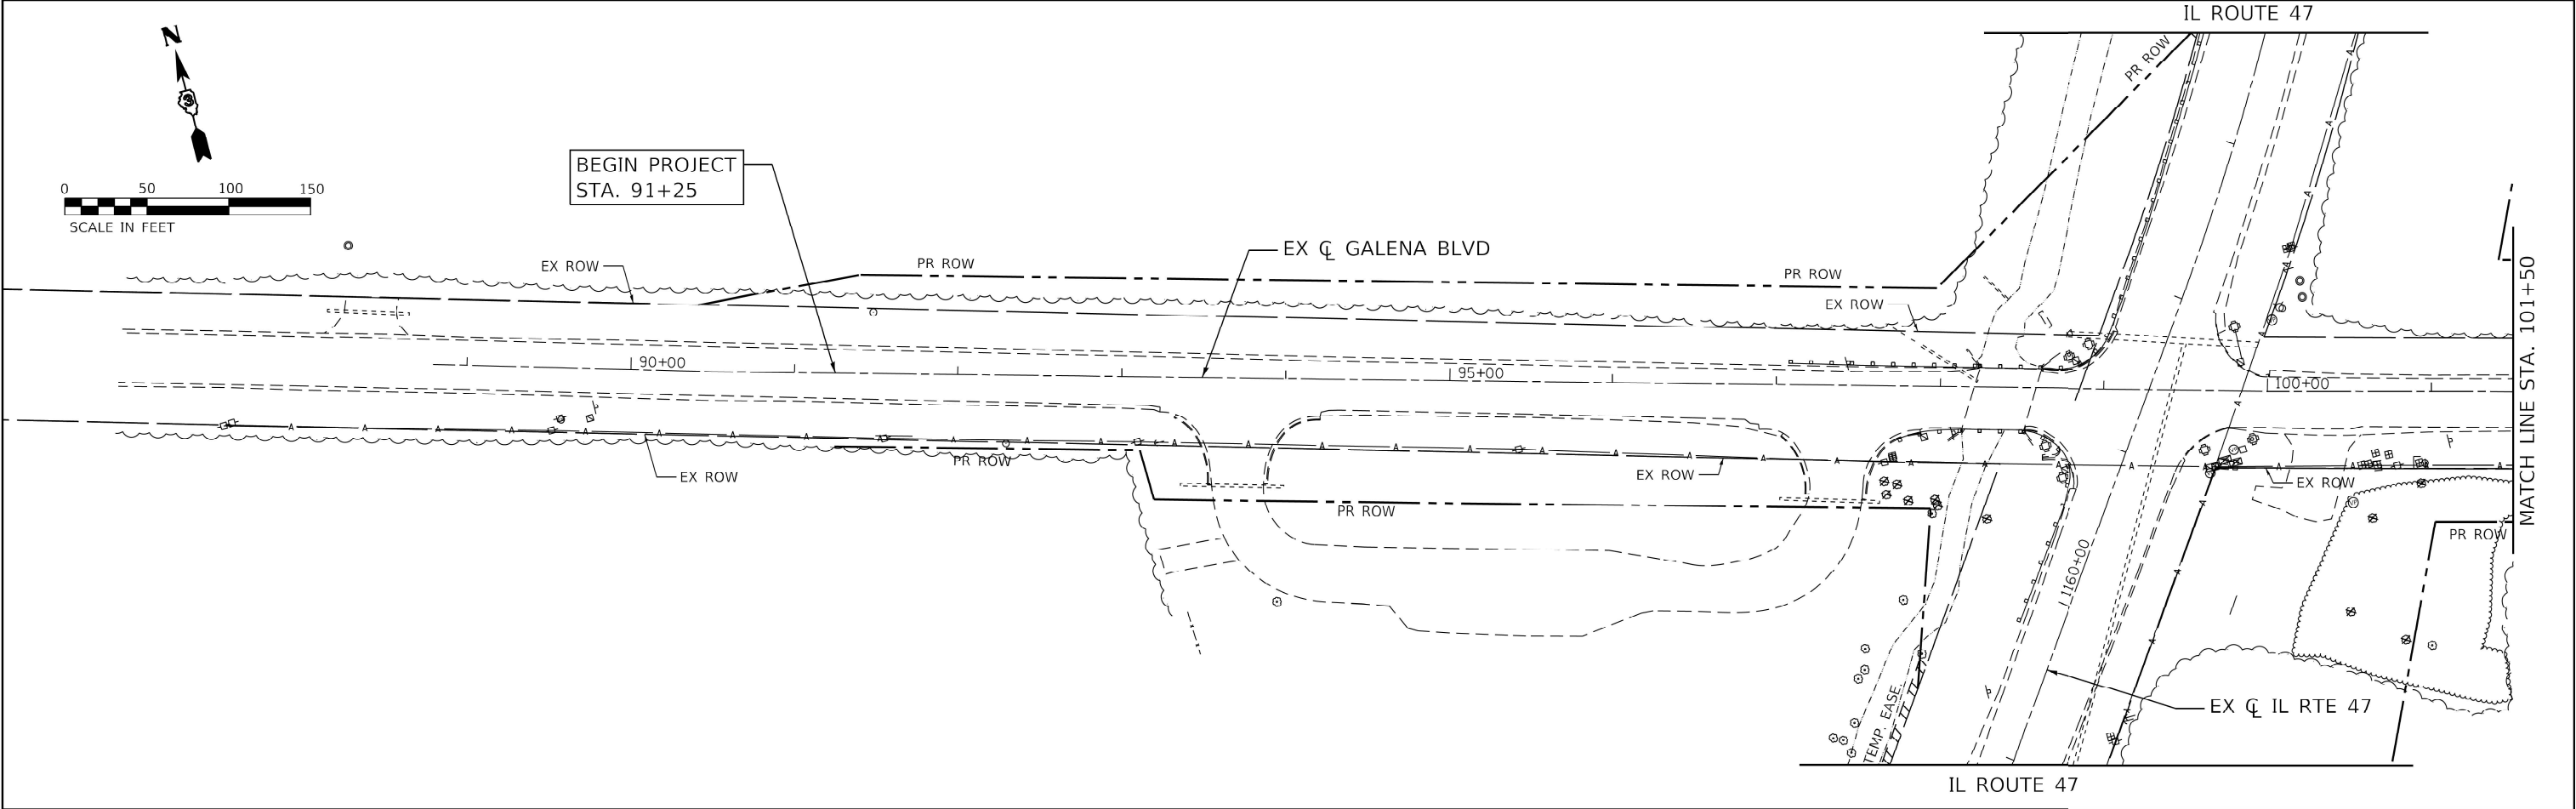 IL ROUTE 47
N
3
PR ROW
BEGIN PROJECT
STA. 91+25
0 50 100 150
SCALE IN FEET
EX ℄ GALENA BLVD
EX ROW
PR ROW
PR ROW
EX ROW
MATCH LINE STA. 101+50
90+00
95+00
100+00
PR ROW
EX ROW
EX ROW
EX ROW
PR ROW
PR ROW
1160+00
TEMP. EASE.
EX ℄ IL RTE 47
IL ROUTE 47